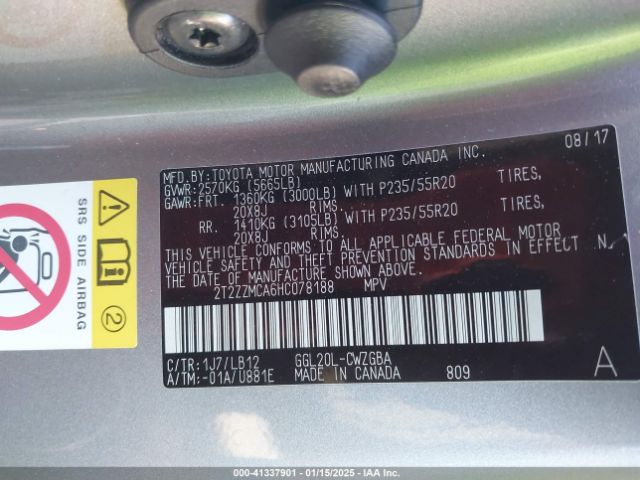 MFD.BY:TOYOTA MOTOR MANUFACTURING CANADA INC. 08/17
GVWR:2570KG (5665LB)
GAWR:FRT. 1360KG (3000LB) WITH P235/55R20 TIRES,
20X8J RIMS,
RR. 1410KG (3105LB) WITH P235/55R20 TIRES,
20X8J RIMS
THIS VEHICLE CONFORMS TO ALL APPLICABLE FEDERAL MOTOR
VEHICLE SAFETY AND THEFT PREVENTION STANDARDS IN EFFECT ON
THE DATE OF MANUFACTURE SHOWN ABOVE.
2T2ZZMCA6HC078188 MPV
C/TR:1J7/LB12 GGL20L-CWZGBA
A/TM:-01A/U881E MADE IN CANADA 809
A
SRS SIDE AIRBAG
2
000-41337901 - 01/15/2025 - IAA Inc.